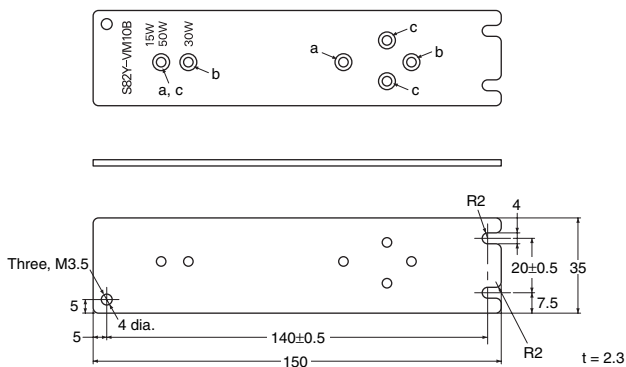 S82Y–VM10B
15W
50W
30W
a, c
b
a
c
b
c
R2
4
Three, M3.5
20±0.5
35
5
4 dia.
7.5
5
140±0.5
R2
150
t = 2.3